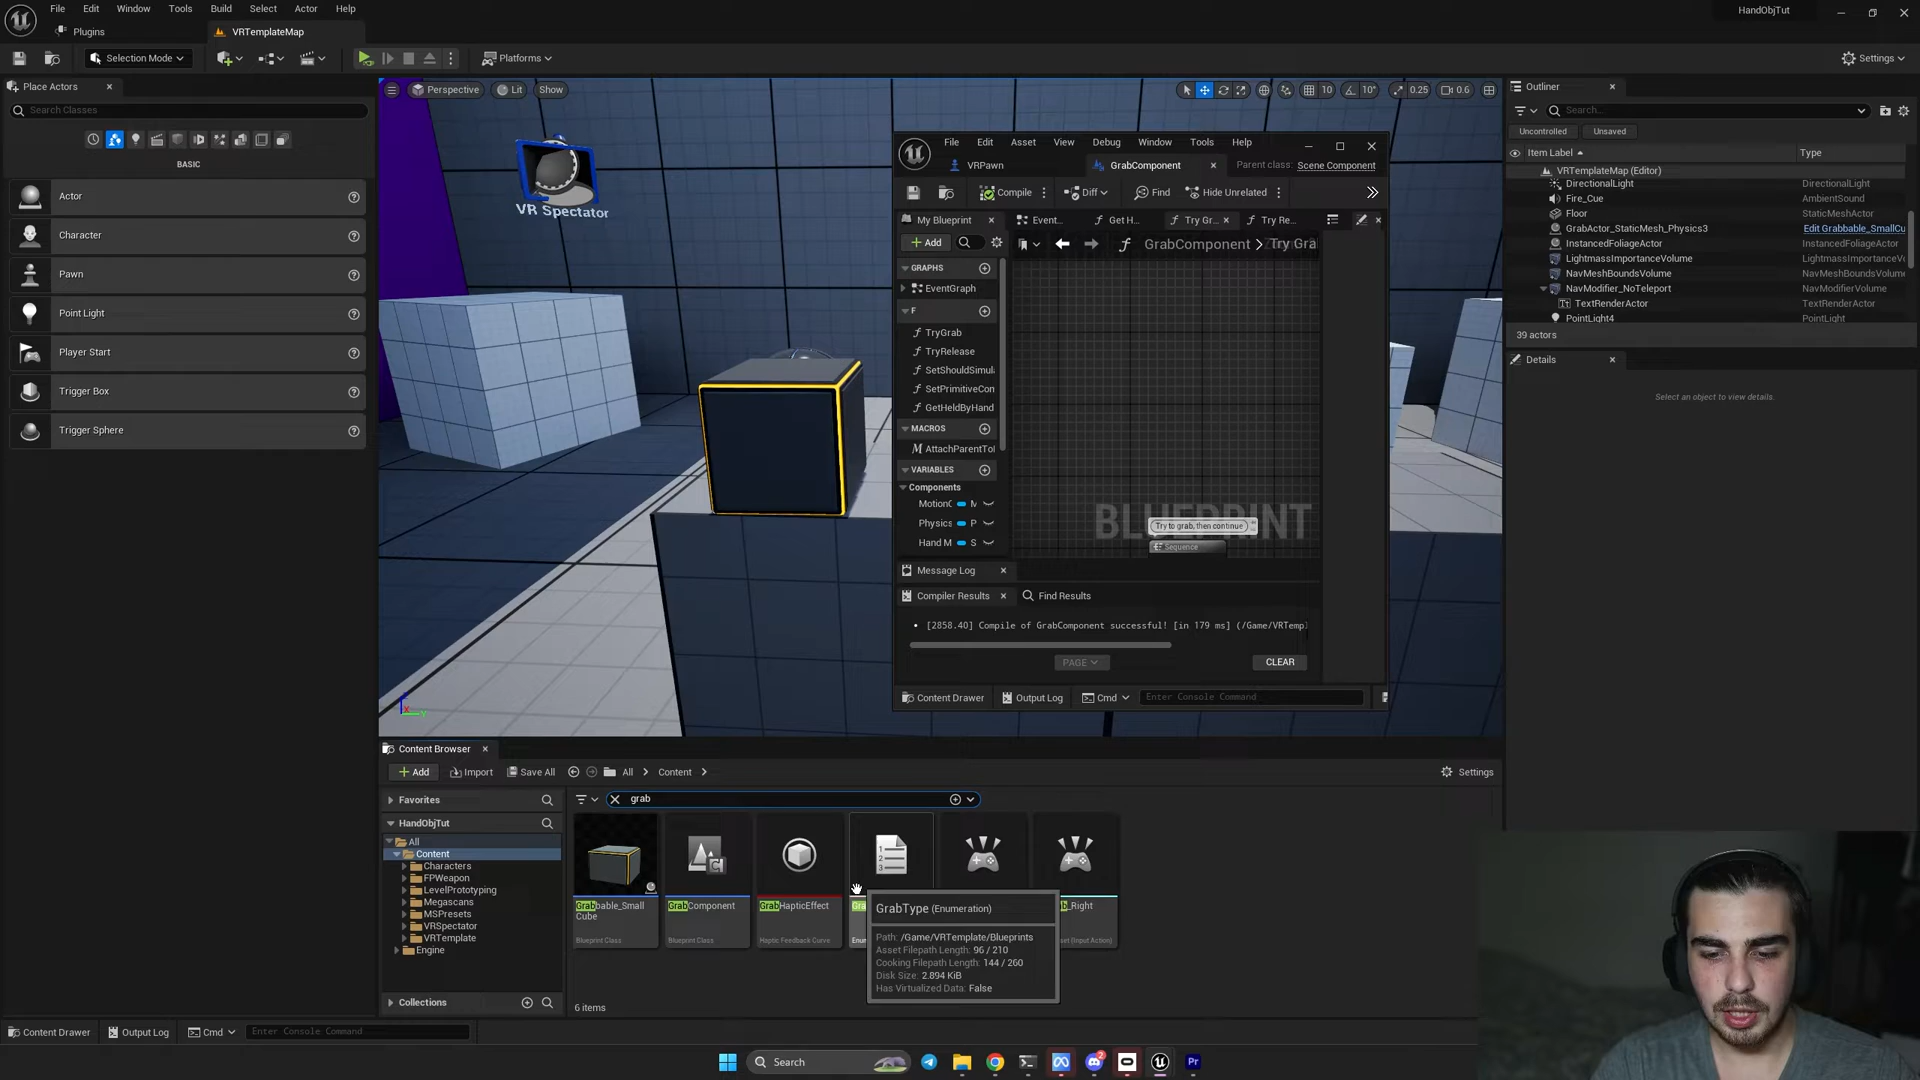 File Edit Window Tools Build Select Actor Help
HandObjTut
Plugins
VRTemplateMap
Selection Mode
Platforms
Settings
Place Actors
Search Classes
BASIC
Actor
Character
Pawn
Point Light
Player Start
Trigger Box
Trigger Sphere
Perspective
Lit
Show
10
10°
0.25
0.6
VR Spectator
File Edit Asset View Debug Window Tools Help
VRPawn
GrabComponent
Parent class: Scene Component
Compile
Diff
Find
Hide Unrelated
My Blueprint
Event...
Get H...
Try Gr...
Try Re...
Add
GrabComponent > Try Gra
GRAPHS
EventGraph
F
TryGrab
TryRelease
SetShouldSimul
SetPrimitiveCon
GetHeldByHand
MACROS
AttachParentTo
VARIABLES
Components
Motion
Physics P
Hand M S
BLUEPRINT
Try to grab, then continue
Sequence
Message Log
Compiler Results
Find Results
[2858.40] Compile of GrabComponent successful! [in 179 ms] (/Game/VRTemp
PAGE
CLEAR
Content Drawer
Output Log
Cmd
Enter Console Command
Outliner
Search...
Uncontrolled
Unsaved
Item Label
Type
VRTemplateMap (Editor)
DirectionalLight DirectionalLight
Fire_Cue AmbientSound
Floor StaticMeshActor
GrabActor_StaticMesh_Physics3 Edit Grabbable_SmallCu
InstancedFoliageActor InstancedFoliageActor
LightmassImportanceVolume LightmassImportanceV
NavMeshBoundsVolume NavMeshBoundsVolume
NavModifier_NoTeleport NavModifierVolume
TextRenderActor TextRenderActor
PointLight4 PointLight
39 actors
Details
Select an object to view details.
Content Browser
Add
Import
Save All
All
Content
Settings
Favorites
HandObjTut
All
Content
Characters
FPWeapon
LevelPrototyping
Megascans
MSPresets
VRSpectator
VRTemplate
Engine
Collections
grab
Grabbable_Small
Cube
Blueprint Class
GrabComponent
Blueprint Class
GrabHapticEffect
Haptic Feedback Curve
Gra
Enum
b_Right
Asset (Input Action)
GrabType (Enumeration)
Path: /Game/VRTemplate/Blueprints
Asset Filepath Length: 96 / 210
Cooking Filepath Length: 144 / 260
Disk Size: 2.894 KiB
Has Virtualized Data: False
6 items
Content Drawer
Output Log
Cmd
Enter Console Command
Search
2
Pr